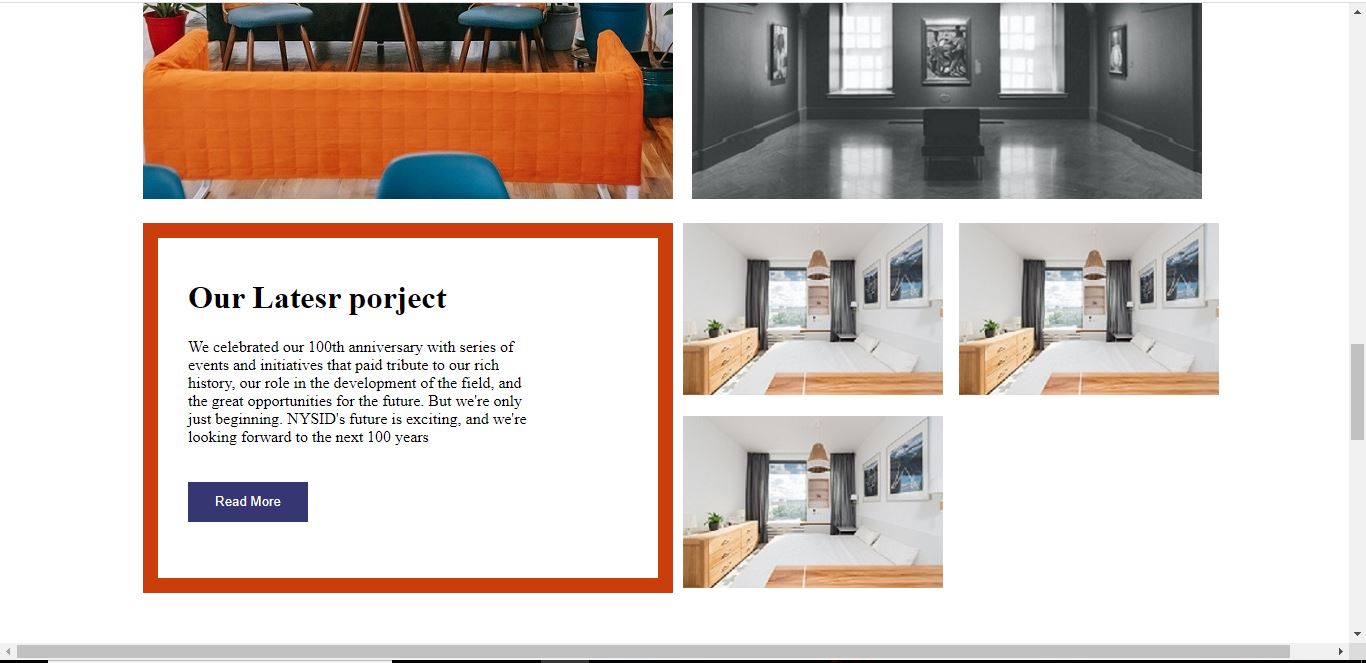 Our Latesr porject
We celebrated our 100th anniversary with series of
events and initiatives that paid tribute to our rich
history, our role in the development of the field, and
the great opportunities for the future. But we're only
just beginning. NYSID's future is exciting, and we're
looking forward to the next 100 years
Read More